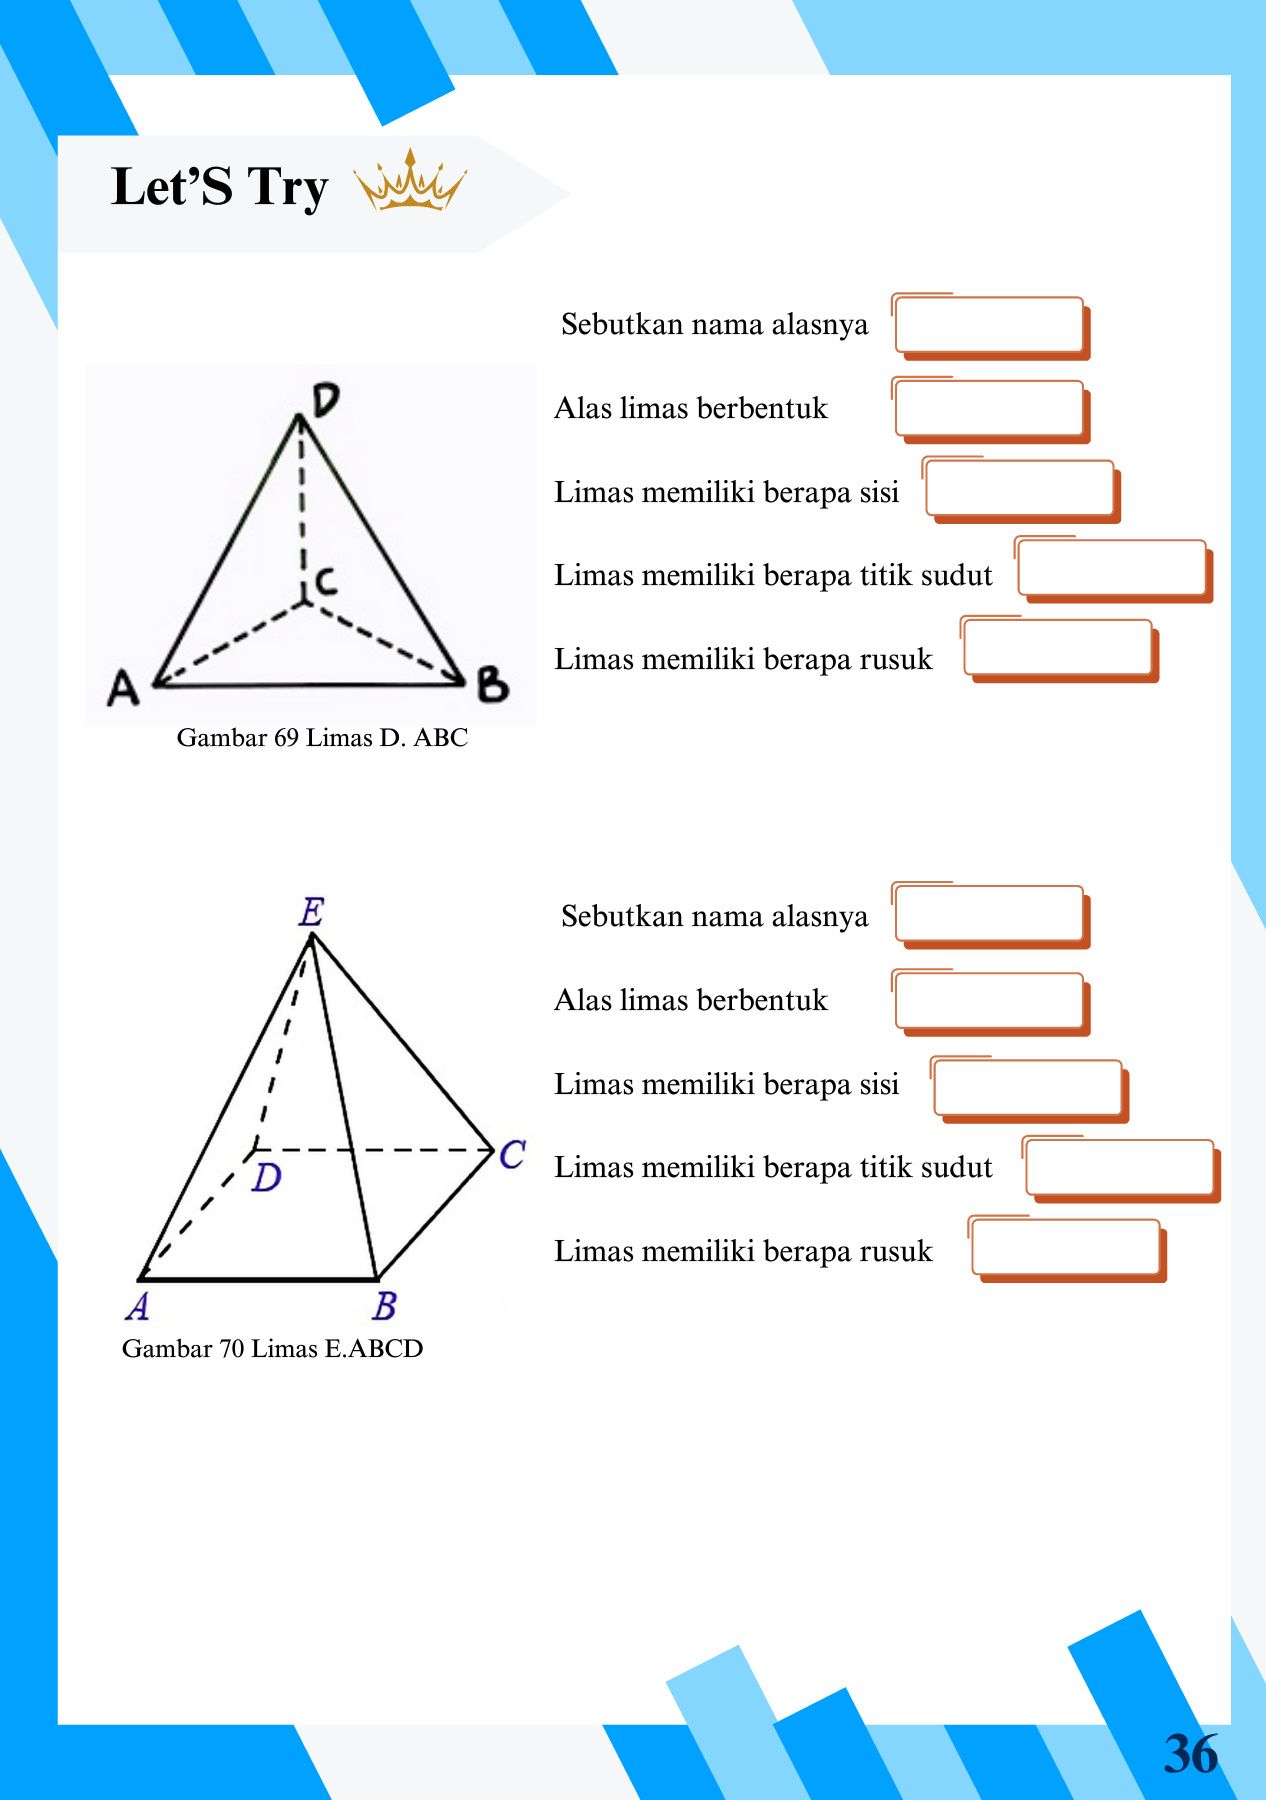 Let’S Try
Sebutkan nama alasnya
Alas limas berbentuk
Limas memiliki berapa sisi
Limas memiliki berapa titik sudut
Limas memiliki berapa rusuk
D
C
A
B
Gambar 69 Limas D. ABC
Sebutkan nama alasnya
Alas limas berbentuk
Limas memiliki berapa sisi
Limas memiliki berapa titik sudut
Limas memiliki berapa rusuk
E
D
C
A
B
Gambar 70 Limas E.ABCD
36